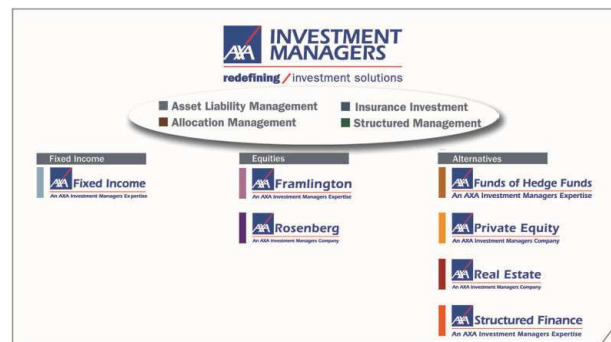 AXA INVESTMENT
MANAGERS
redefining / investment solutions
Asset Liability Management Insurance Investment
Allocation Management Structured Management
Fixed Income Equities Alternatives
AXA Fixed Income
An AXA Investment Managers Expertise
AXA Framlington
An AXA Investment Managers Expertise
AXA Funds of Hedge Funds
An AXA Investment Managers Expertise
AXA Rosenberg
An AXA Investment Managers Company
AXA Private Equity
An AXA Investment Managers Company
AXA Real Estate
An AXA Investment Managers Company
AXA Structured Finance
An AXA Investment Managers Expertise